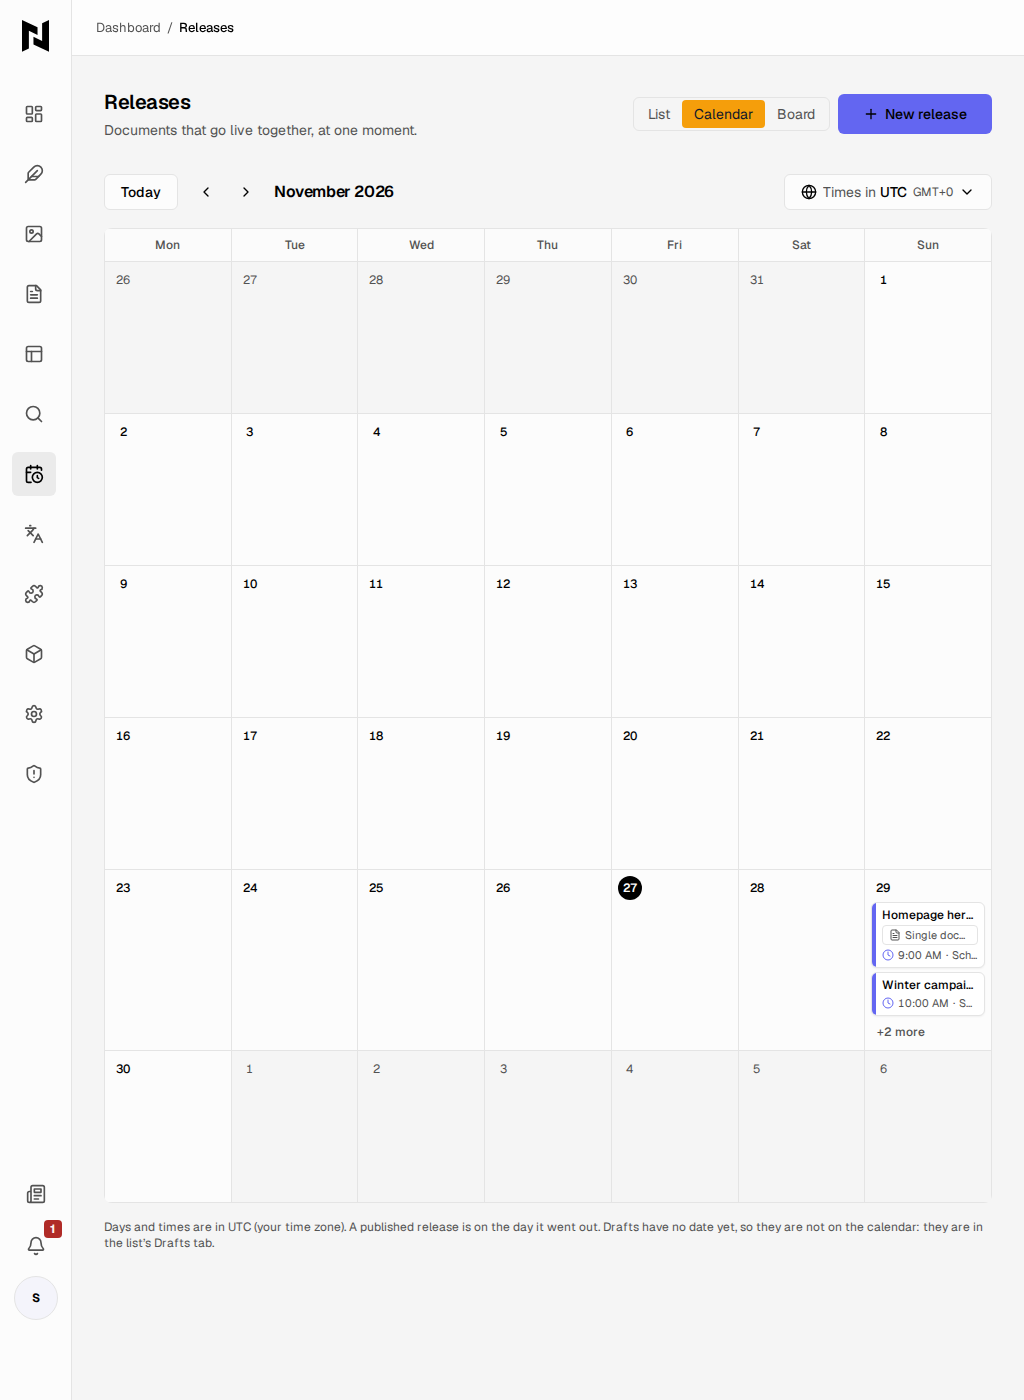 Dashboard / Releases
Releases
Documents that go live together, at one moment.
List
Calendar
Board
New release
Today
November 2026
Times in UTC GMT+0
Mon Tue Wed Thu Fri Sat Sun
26 27 28 29 30 31 1
2 3 4 5 6 7 8
9 10 11 12 13 14 15
16 17 18 19 20 21 22
23 24 25 26 27 28 29
Homepage her...
Single doc...
9:00 AM · Sch...
Winter campai...
10:00 AM · S...
+2 more
30 1 2 3 4 5 6
Days and times are in UTC (your time zone). A published release is on the day it went out. Drafts have no date yet, so they are not on the calendar: they are in
the list's Drafts tab.
1
S